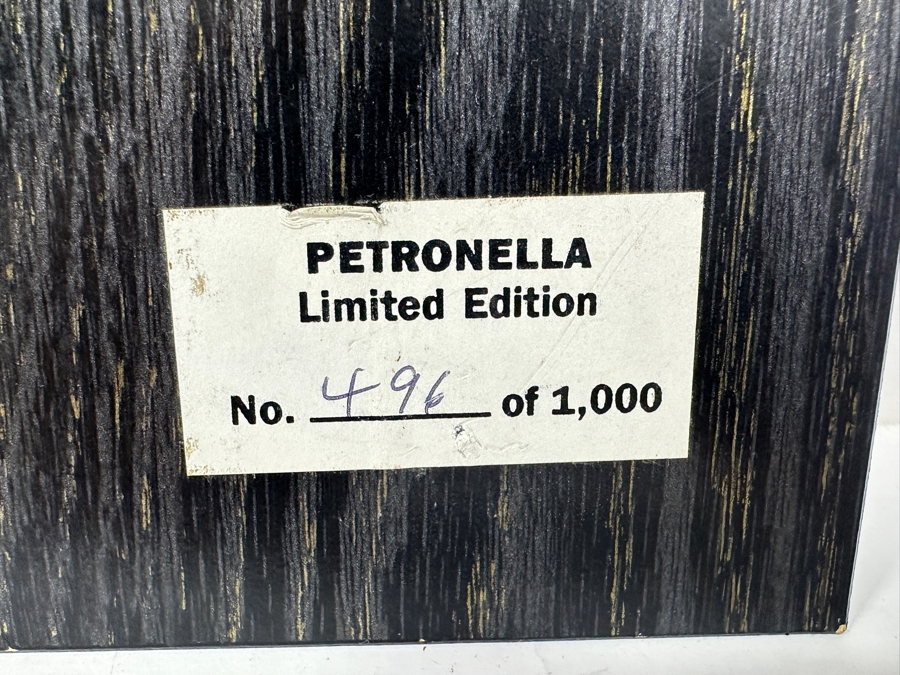 PETRONELLA
Limited Edition
No. 496 of 1,000